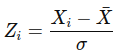 Z_i = \frac{X_i - \bar{X}}{\sigma}